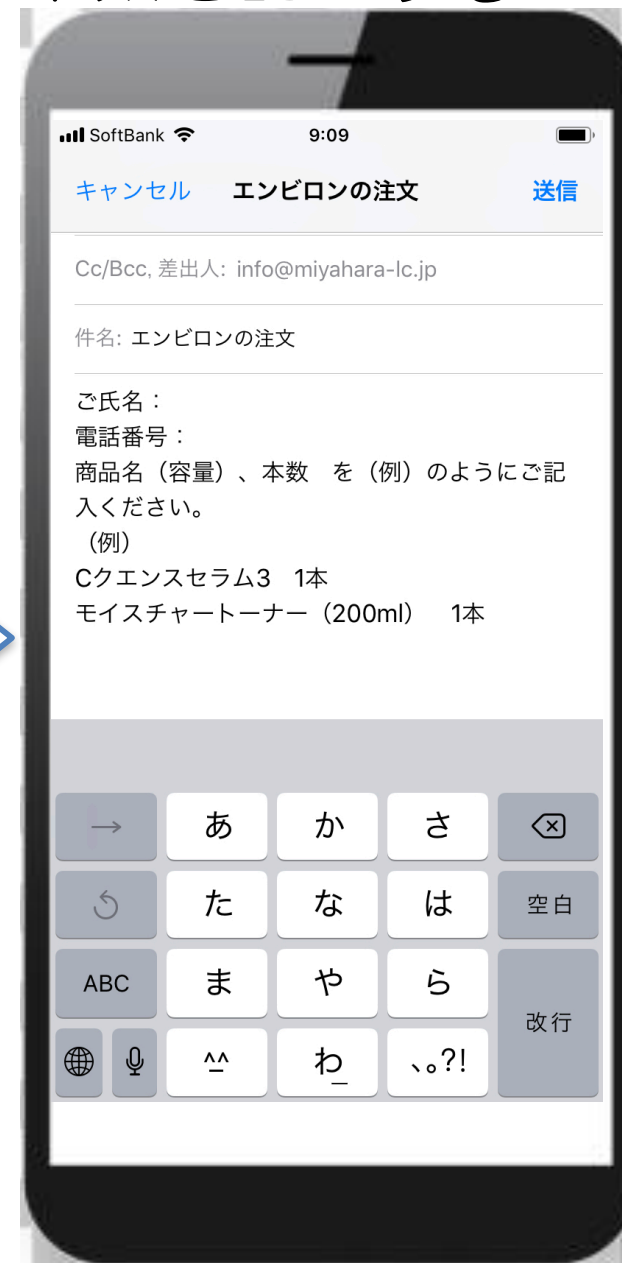 SoftBank 9:09
キャンセル エンビロンの注文 送信
Cc/Bcc, 差出人: info@miyahara-lc.jp
件名: エンビロンの注文
ご氏名：
電話番号：
商品名（容量）、本数　を（例）のようにご記
入ください。
（例）
Cクエンスセラム3　1本
モイスチャートーナー（200ml）　1本
→ あ か さ
た な は 空白
ABC ま や ら
改行
^^ わ_ 、。?!